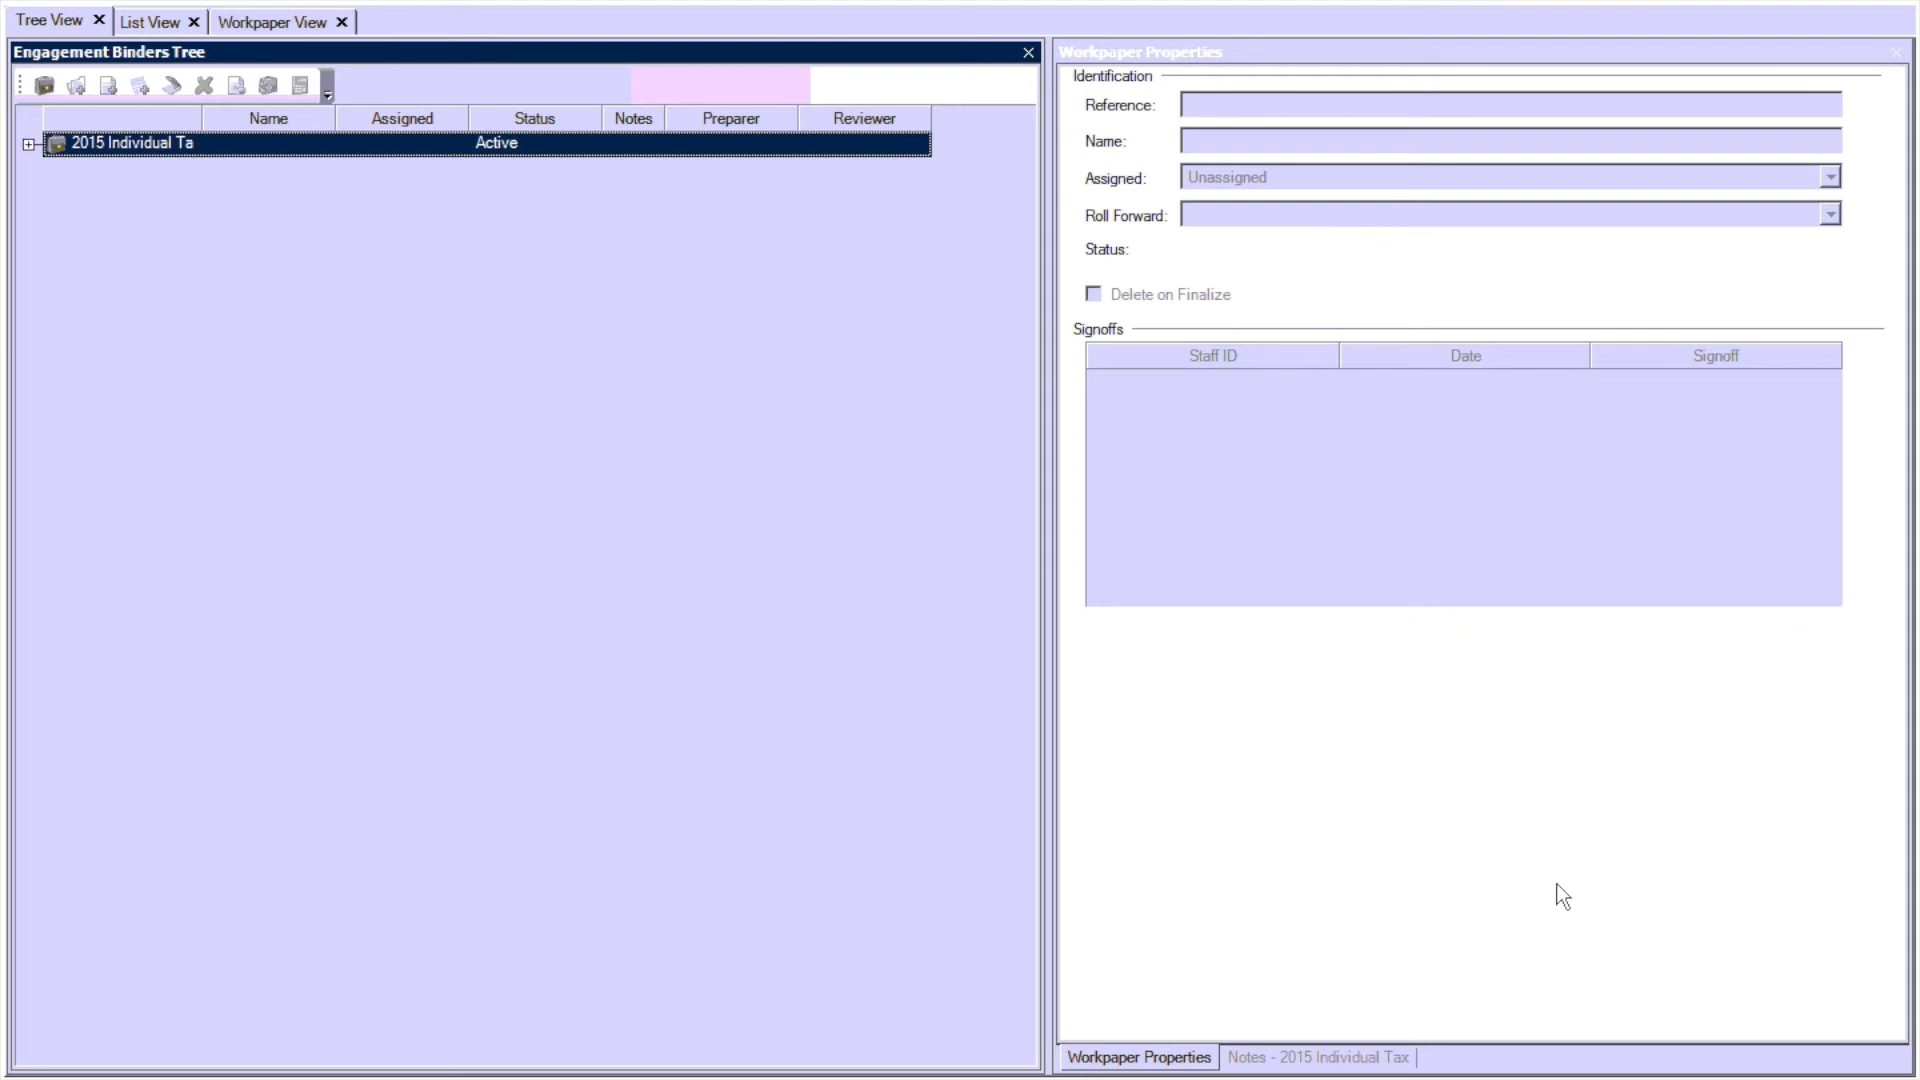 Tree View
List View
Workpaper View
Engagement Binders Tree
Name
Assigned
Status
Notes
Preparer
Reviewer
2015 Individual Ta
Active
Workpaper Properties
Identification
Reference:
Name:
Assigned:
Unassigned
Roll Forward:
Status:
Delete on Finalize
Signoffs
Staff ID
Date
Signoff
Workpaper Properties
Notes - 2015 Individual Tax